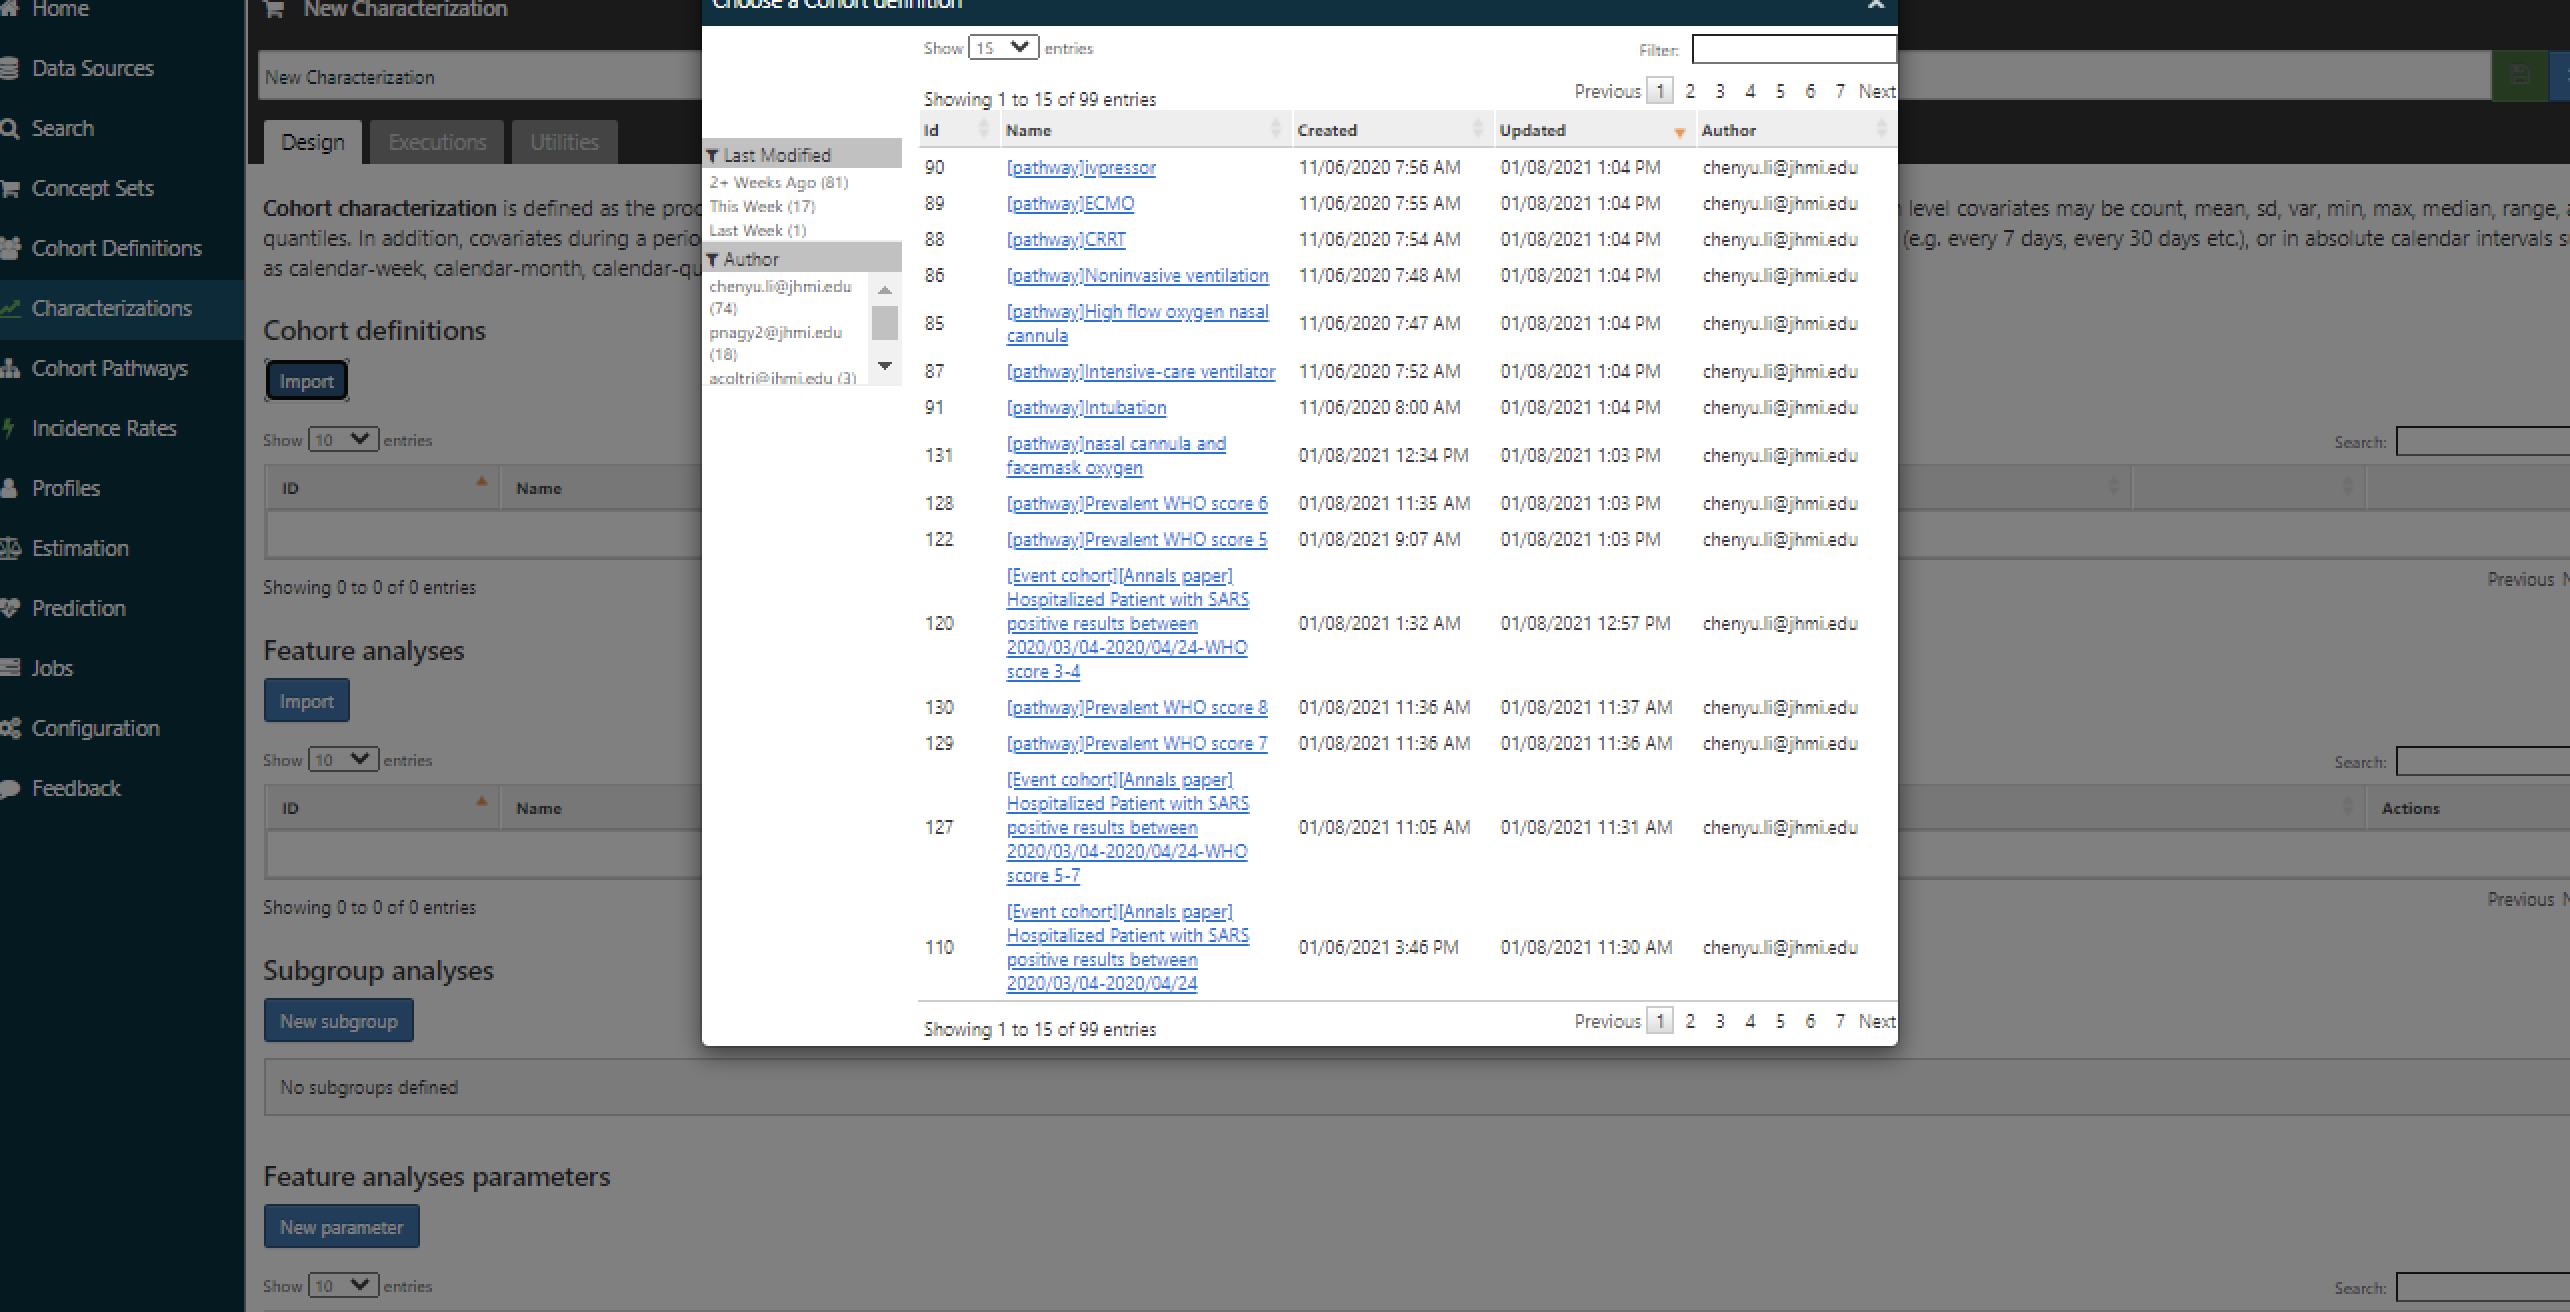 Home
Data Sources
Search
Concept Sets
Cohort Definitions
Characterizations
Cohort Pathways
Incidence Rates
Profiles
Estimation
Prediction
Jobs
Configuration
Feedback
New Characterization
New Characterization
Design Executions Utilities
Cohort characterization is defined as the
level covariates may be count, mean, sd, var, min, max, median, range,
quantiles. In addition, covariates during a
(e.g. every 7 days, every 30 days etc.), or in absolute calendar intervals
as calendar-week, calendar-month,
Cohort definitions
Import
Show 10 entries
Search:
ID Name
Showing 0 to 0 of 0 entries
Previous
Feature analyses
Import
Show 10 entries
Search:
ID Name Actions
Showing 0 to 0 of 0 entries
Previous
Subgroup analyses
New subgroup
No subgroups defined
Feature analyses parameters
New parameter
Show 10 entries
Search:
Choose a Cohort definition
Last Modified
2+ Weeks Ago (81)
This Week (17)
Last Week (1)
Author
chenyu.li@jhmi.edu
(74)
pnagy2@jhmi.edu
(18)
acoltri@jhmi.edu (3)
Show 15 entries
Filter:
Showing 1 to 15 of 99 entries
Previous 1 2 3 4 5 6 7 Next
Id Name Created Updated Author
90 [pathway]ivpressor 11/06/2020 7:56 AM 01/08/2021 1:04 PM chenyu.li@jhmi.edu
89 [pathway]ECMO 11/06/2020 7:55 AM 01/08/2021 1:04 PM chenyu.li@jhmi.edu
88 [pathway]CRRT 11/06/2020 7:54 AM 01/08/2021 1:04 PM chenyu.li@jhmi.edu
86 [pathway]Noninvasive ventilation 11/06/2020 7:48 AM 01/08/2021 1:04 PM chenyu.li@jhmi.edu
85 [pathway]High flow oxygen nasal
cannula 11/06/2020 7:47 AM 01/08/2021 1:04 PM chenyu.li@jhmi.edu
87 [pathway]Intensive-care ventilator 11/06/2020 7:52 AM 01/08/2021 1:04 PM chenyu.li@jhmi.edu
91 [pathway]Intubation 11/06/2020 8:00 AM 01/08/2021 1:04 PM chenyu.li@jhmi.edu
131 [pathway]nasal cannula and
facemask oxygen 01/08/2021 12:34 PM 01/08/2021 1:03 PM chenyu.li@jhmi.edu
128 [pathway]Prevalent WHO score 6 01/08/2021 11:35 AM 01/08/2021 1:03 PM chenyu.li@jhmi.edu
122 [pathway]Prevalent WHO score 5 01/08/2021 9:07 AM 01/08/2021 1:03 PM chenyu.li@jhmi.edu
[Event cohort][Annals paper]
Hospitalized Patient with SARS
120 positive results between 01/08/2021 1:32 AM 01/08/2021 12:57 PM chenyu.li@jhmi.edu
2020/03/04-2020/04/24-WHO
score 3-4
130 [pathway]Prevalent WHO score 8 01/08/2021 11:36 AM 01/08/2021 11:37 AM chenyu.li@jhmi.edu
129 [pathway]Prevalent WHO score 7 01/08/2021 11:36 AM 01/08/2021 11:36 AM chenyu.li@jhmi.edu
[Event cohort][Annals paper]
Hospitalized Patient with SARS
127 positive results between 01/08/2021 11:05 AM 01/08/2021 11:31 AM chenyu.li@jhmi.edu
2020/03/04-2020/04/24-WHO
score 5-7
[Event cohort][Annals paper]
Hospitalized Patient with SARS
110 positive results between 01/06/2021 3:46 PM 01/08/2021 11:30 AM chenyu.li@jhmi.edu
2020/03/04-2020/04/24
Showing 1 to 15 of 99 entries
Previous 1 2 3 4 5 6 7 Next